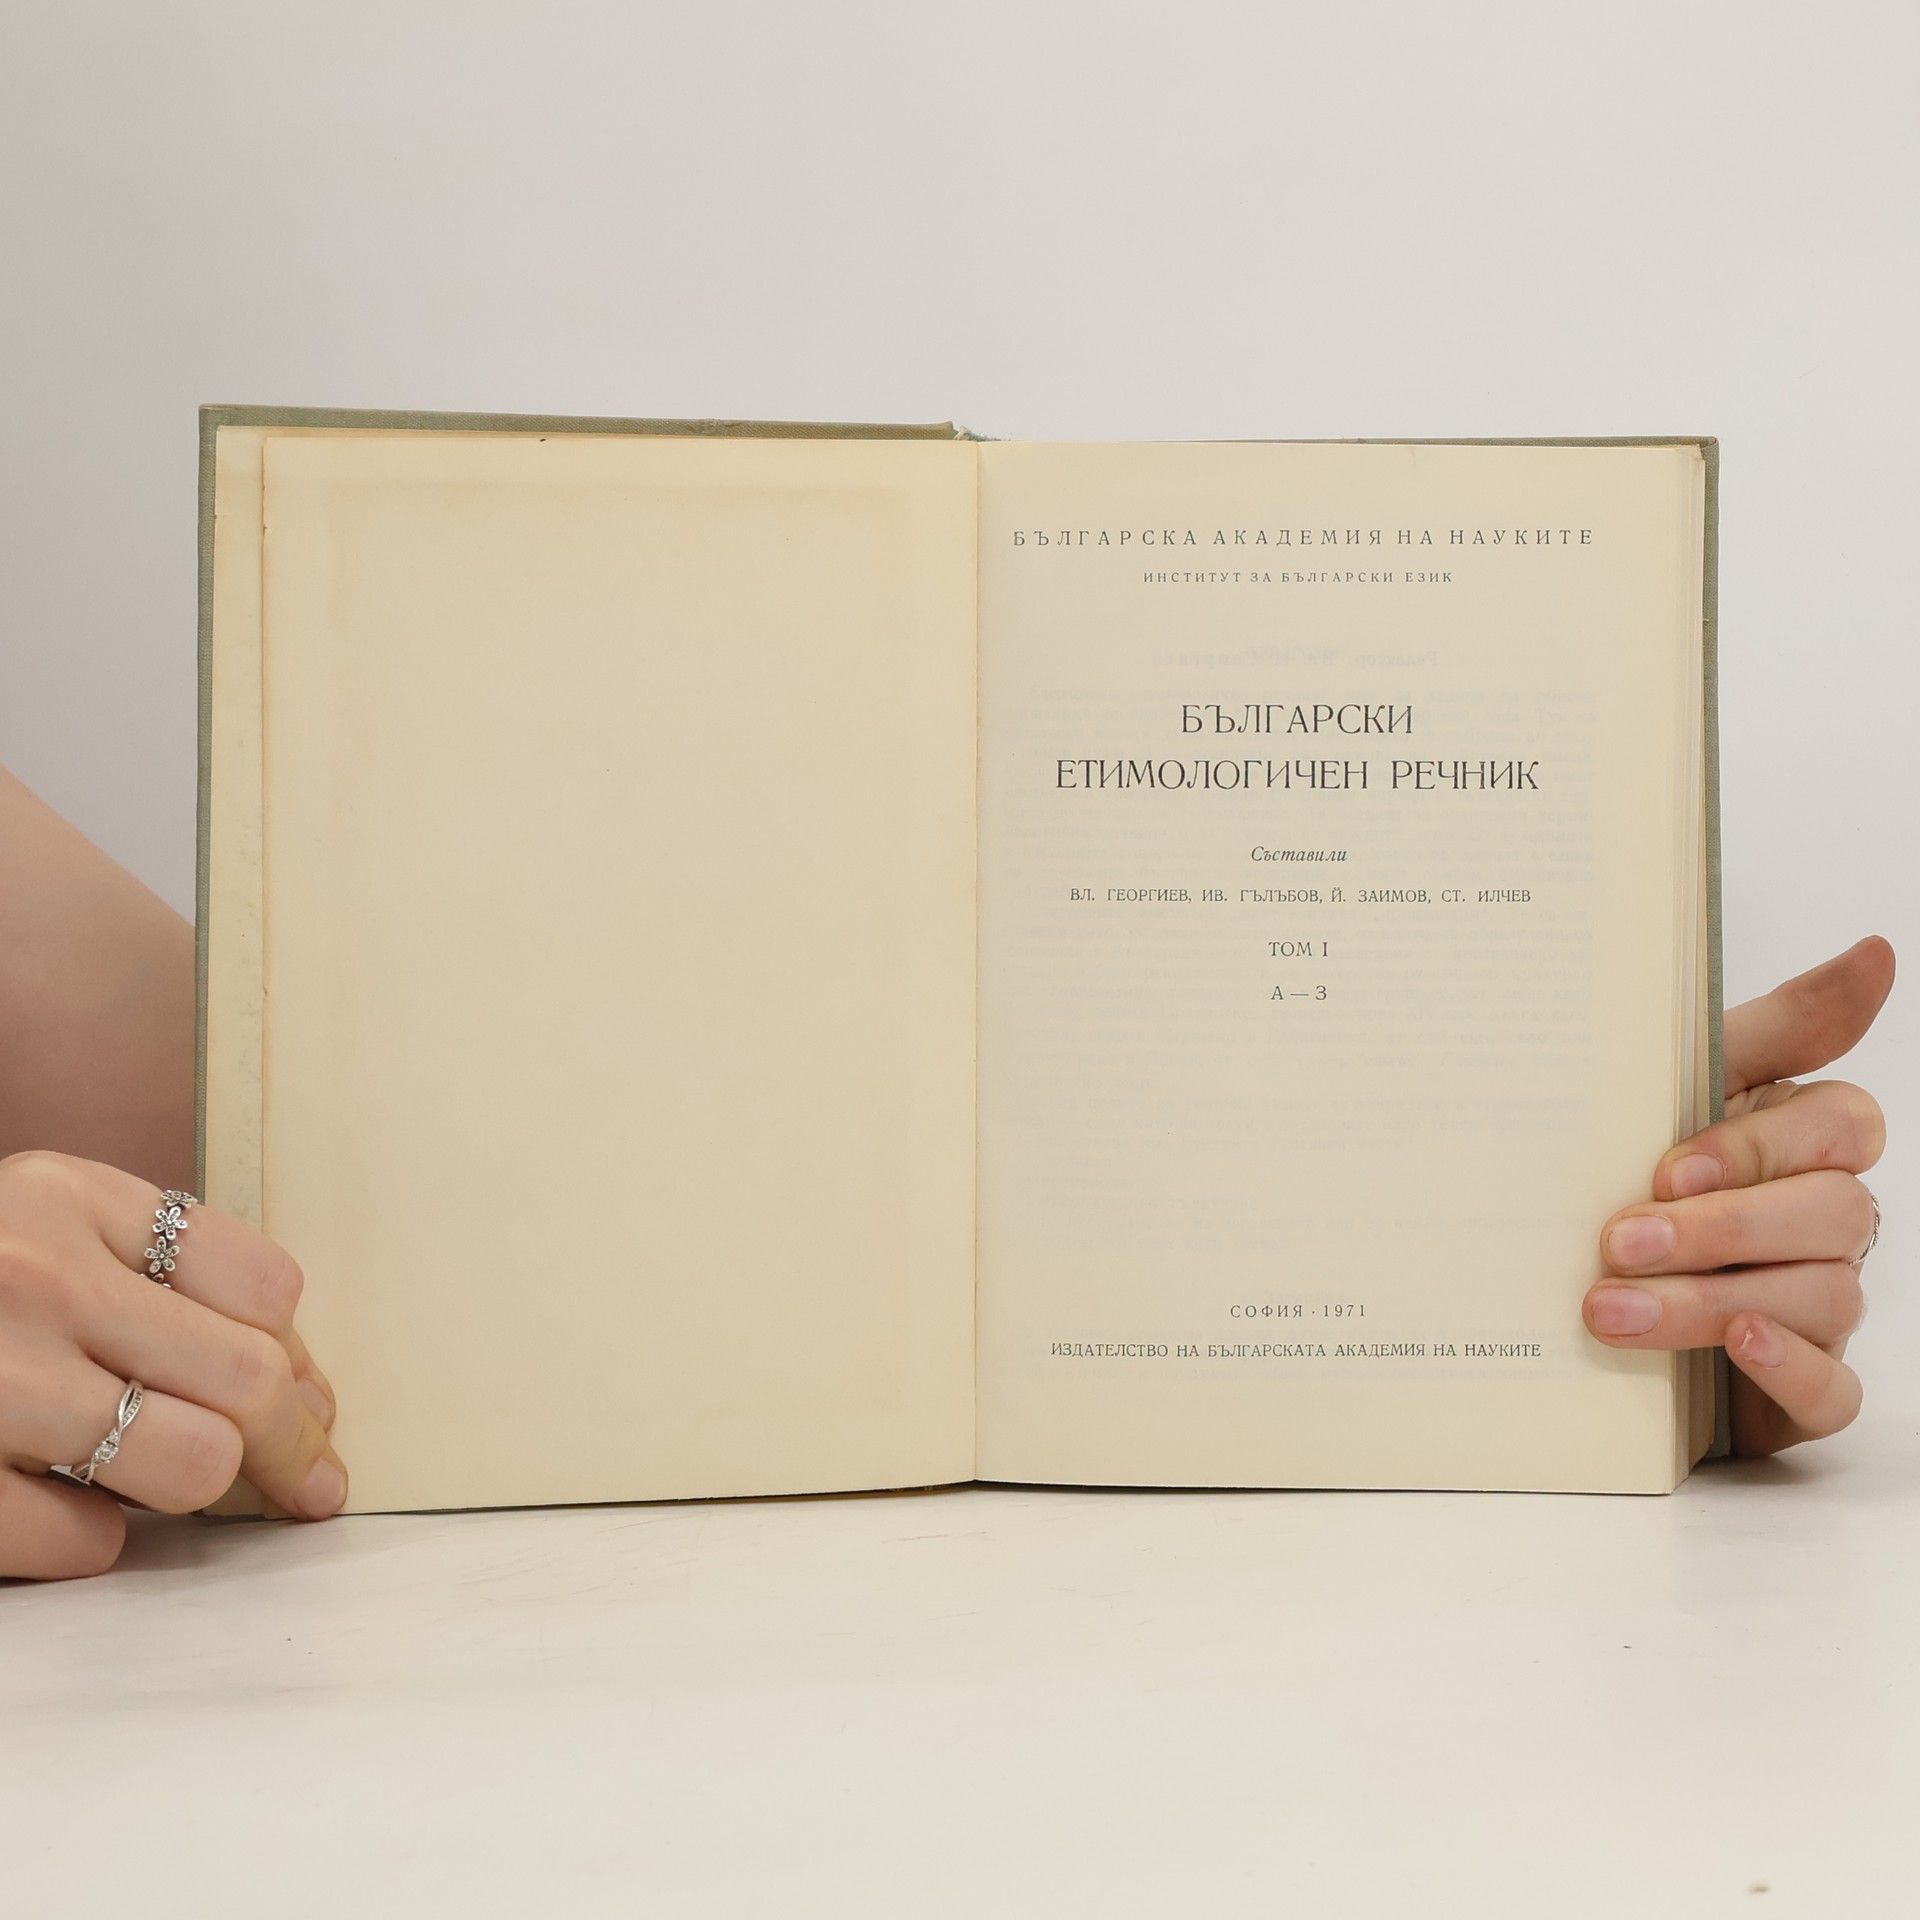 БЪЛГАРСКА АКАДЕМИЯ НА НАУКИТЕ
ИНСТИТУТ ЗА БЪЛГАРСКИ ЕЗИК
БЪЛГАРСКИ
ЕТИМОЛОГИЧЕН РЕЧНИК
Съставили
ВЛ. ГЕОРГИЕВ, ИВ. ГЪЛЪБОВ, Й. ЗАИМОВ, СТ. ИЛЧЕВ
ТОМ I
А — З
СОФИЯ · 1971
ИЗДАТЕЛСТВО НА БЪЛГАРСКАТА АКАДЕМИЯ НА НАУКИТЕ